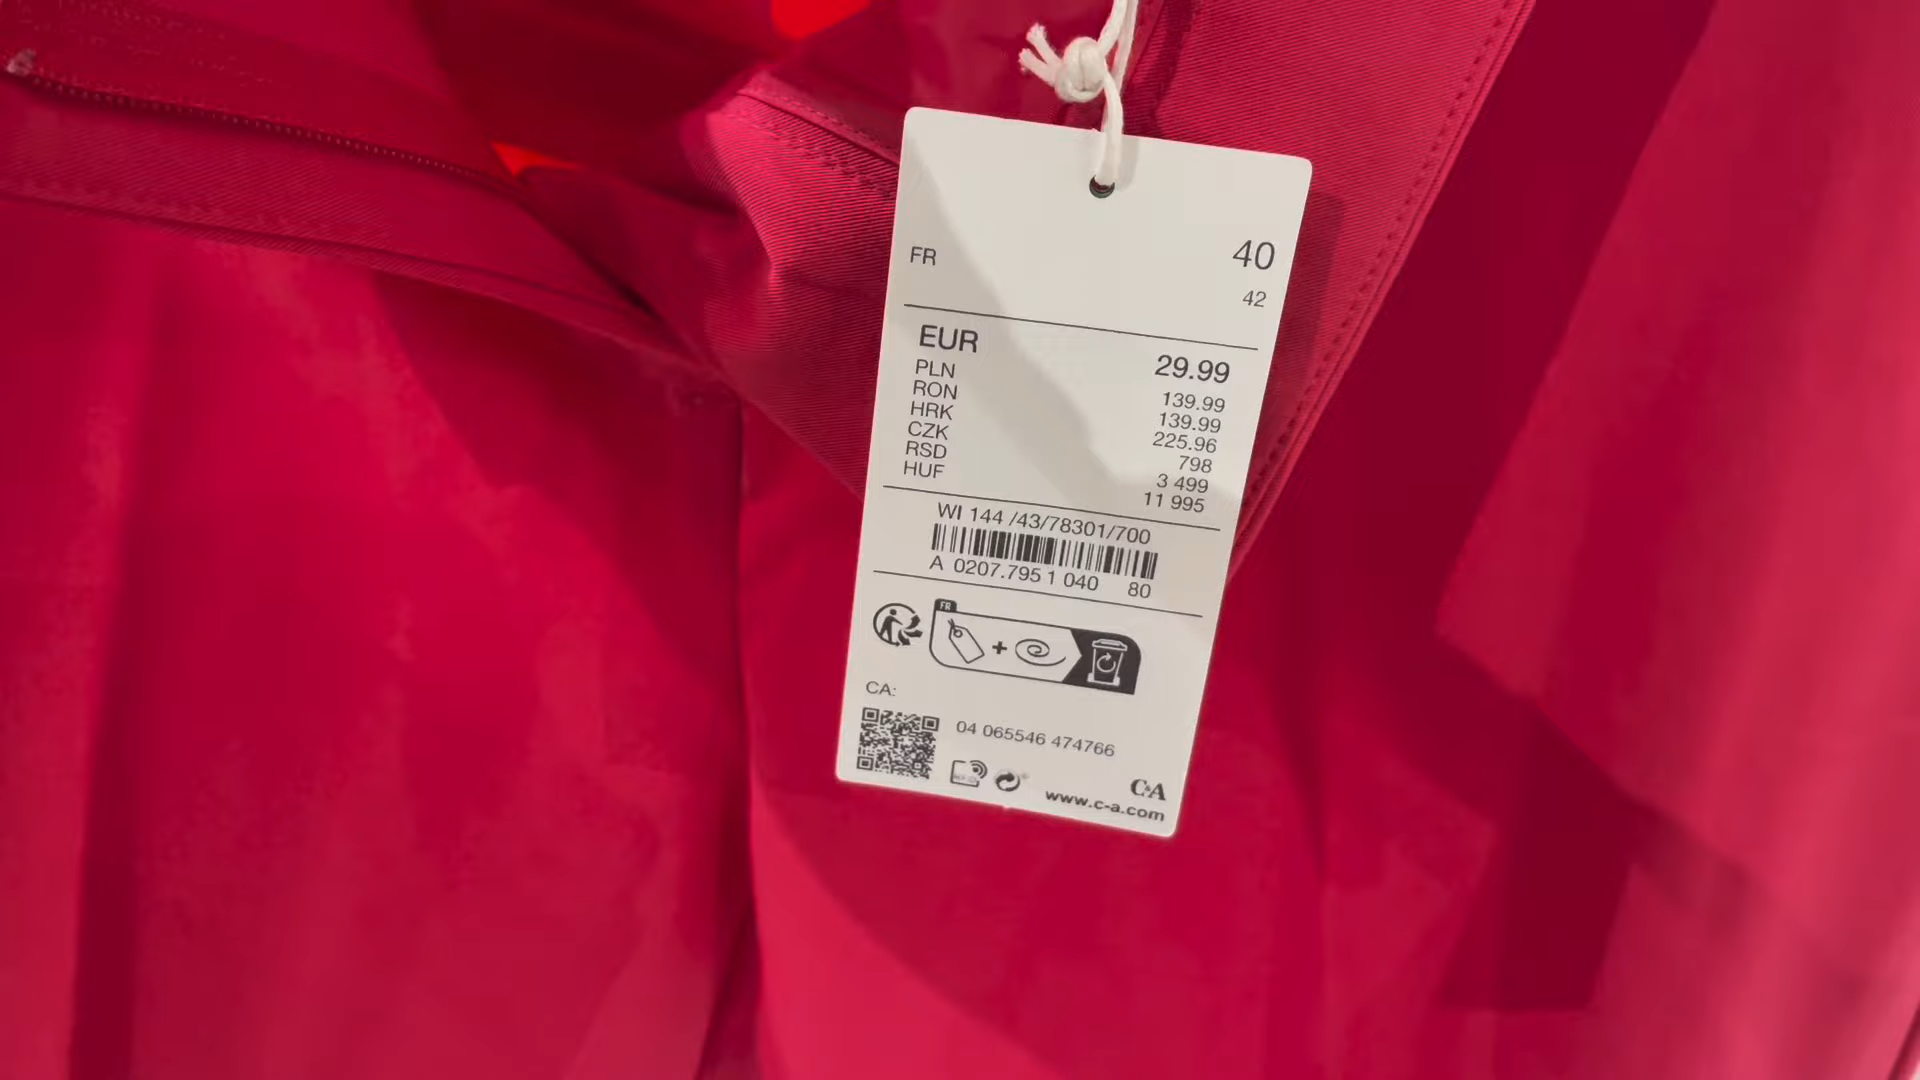 40
FR 42
EUR 29.99
PLN 139.99
RON 139.99
HRK 225.96
CZK 798
RSD 3 499
HUF 11 995
WI 144 /43/78301/700
A 0207.795 1 040 80
FR
+
CA:
04 065546 474766
C&A
www.c-a.com